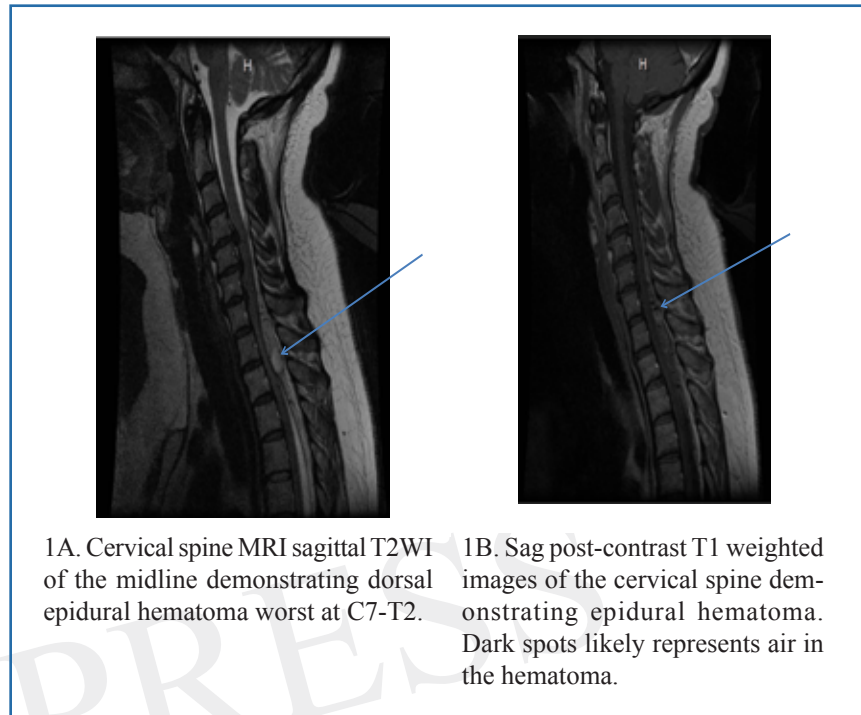 H
H
1A. Cervical spine MRI sagittal T2WI
of the midline demonstrating dorsal
epidural hematoma worst at C7-T2.
1B. Sag post-contrast T1 weighted
images of the cervical spine dem-
onstrating epidural hematoma.
Dark spots likely represents air in
the hematoma.
PRESS